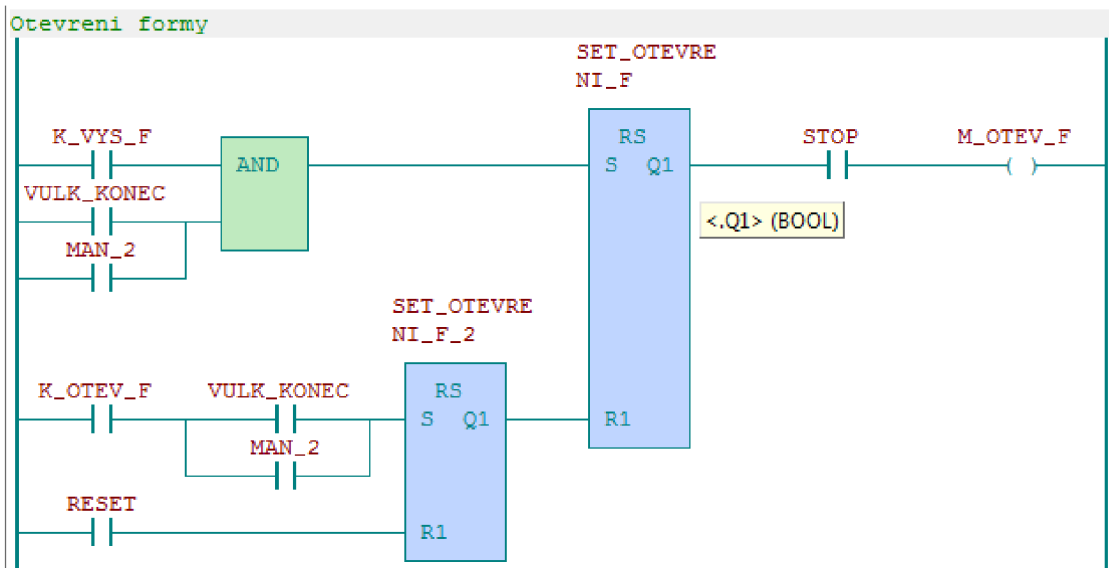 Otevreni formy
SET_OTEVRE
NI_F
K_VYS_F
RS
STOP
M_OTEV_F
AND
S Q1
VULK_KONEC
<.Q1> (BOOL)
MAN_2
SET_OTEVRE
NI_F_2
K_OTEV_F
VULK_KONEC
RS
S Q1
R1
MAN_2
RESET
R1